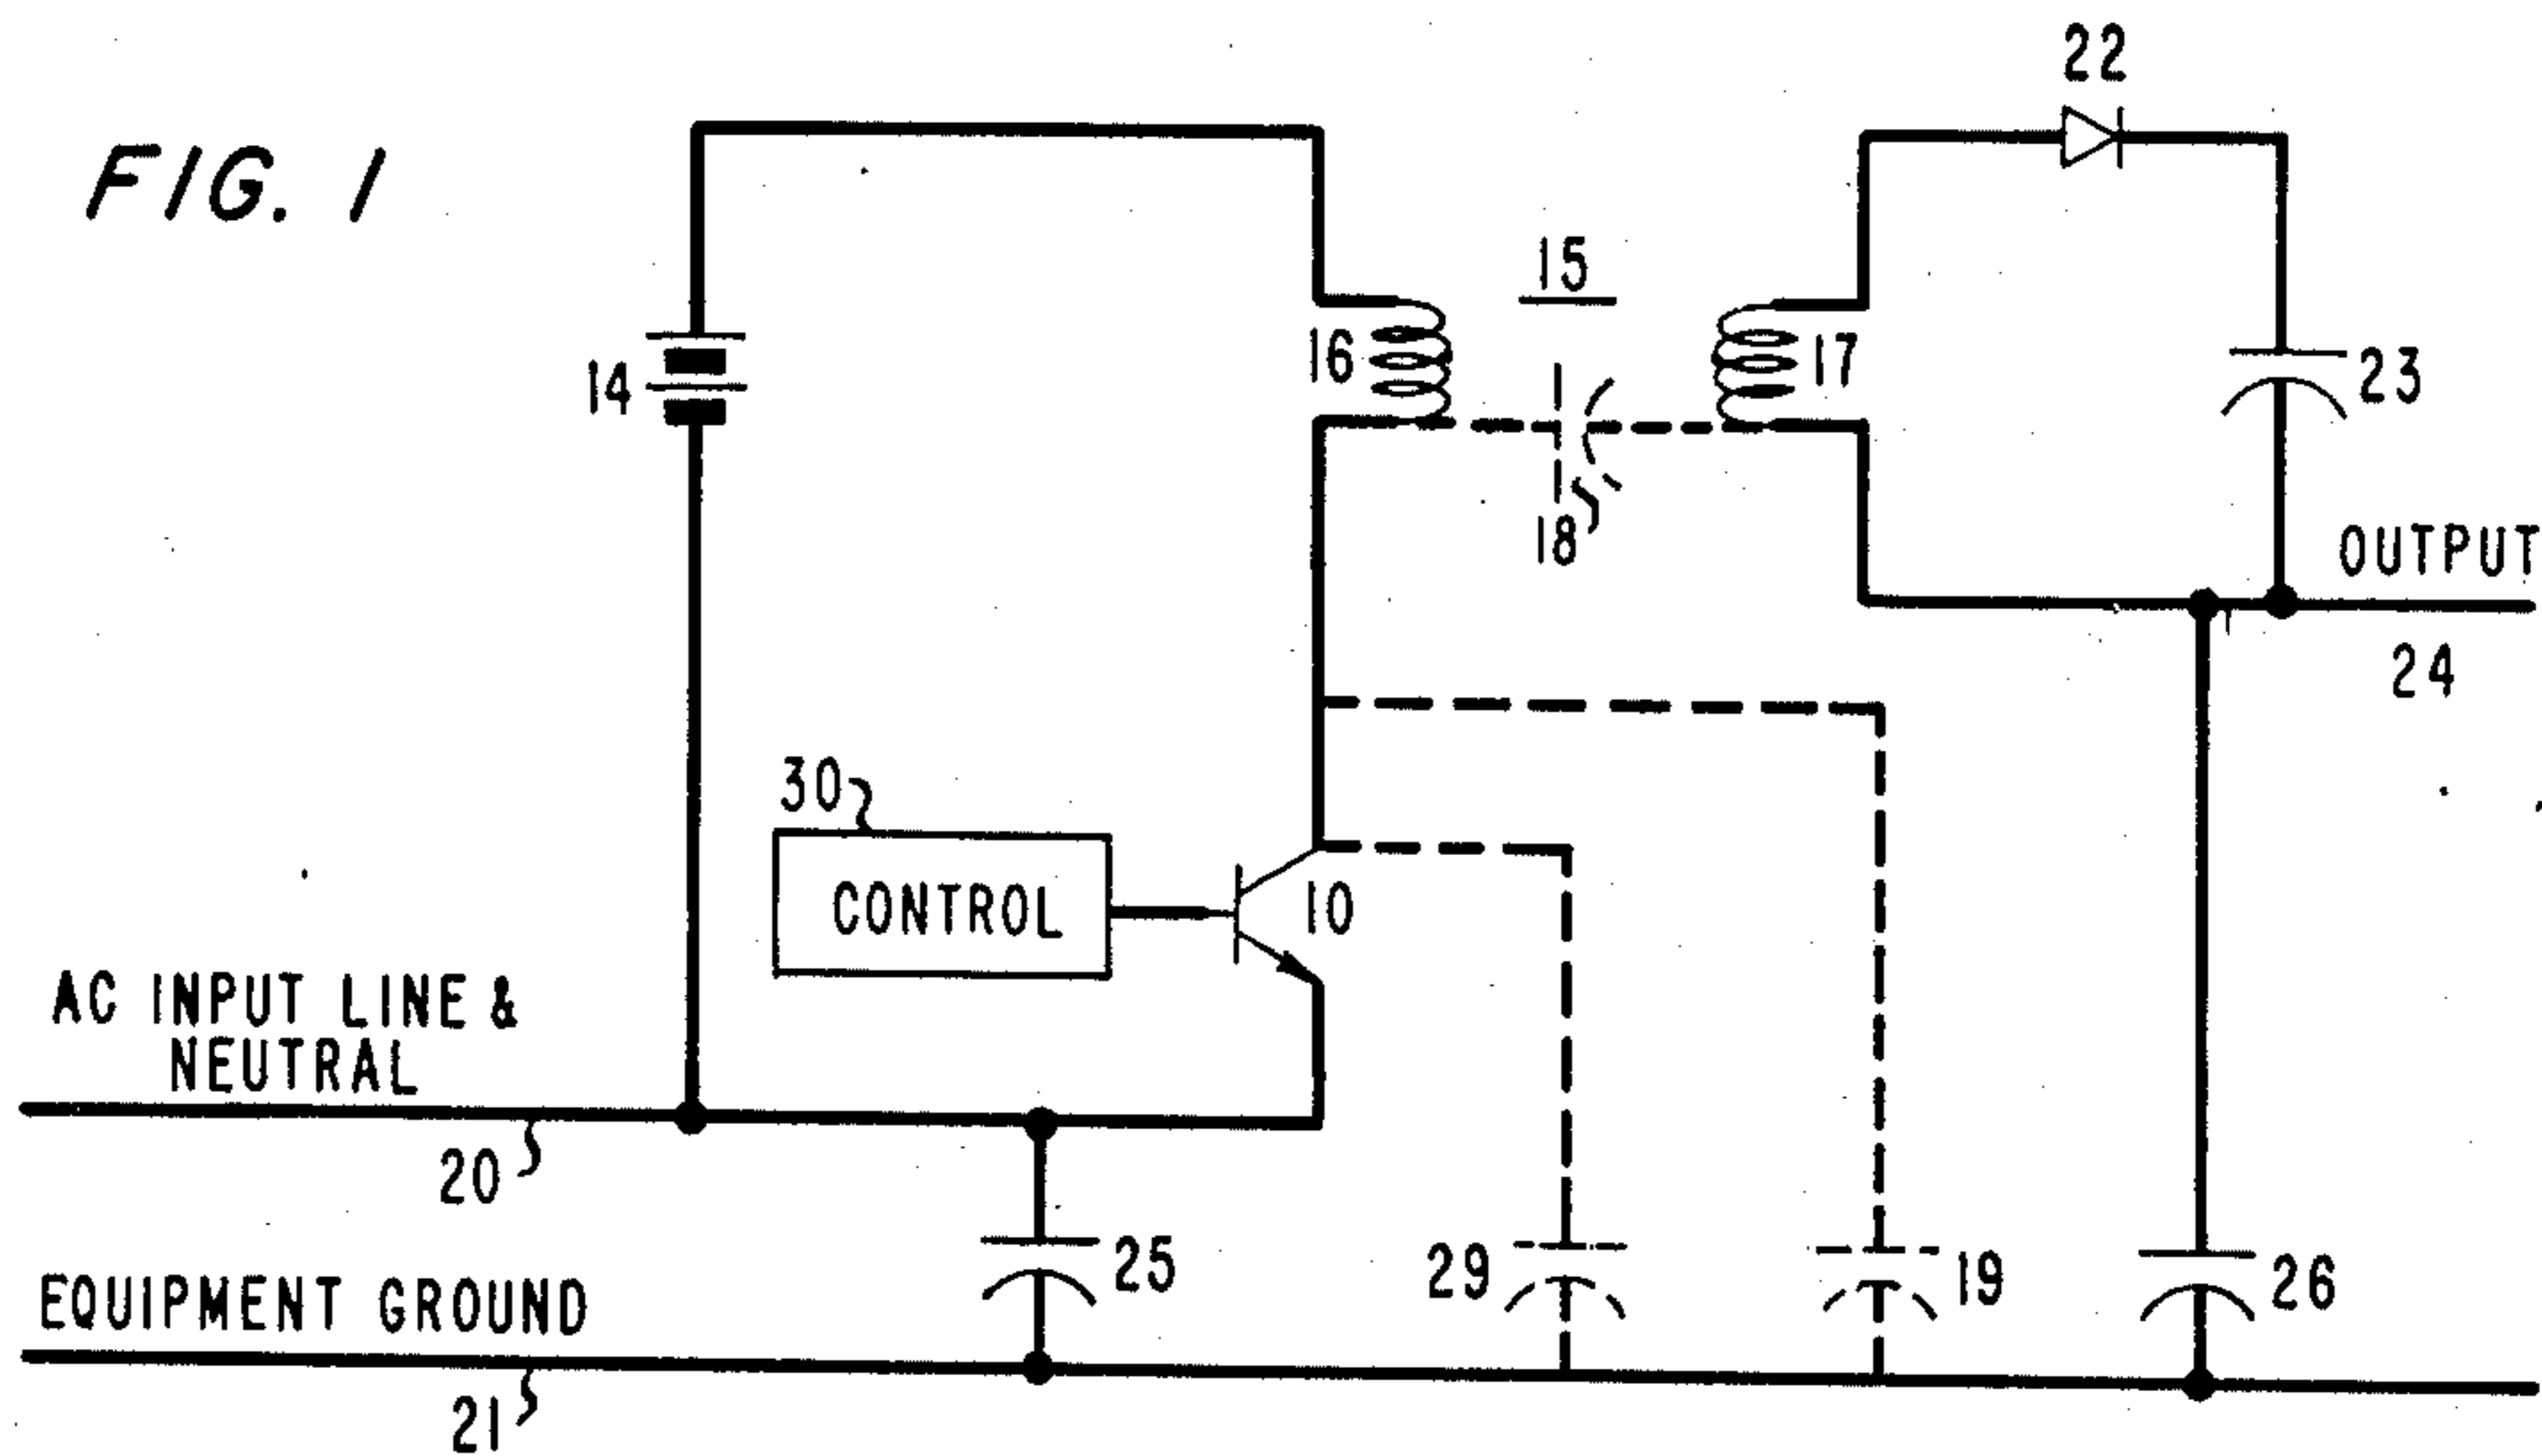 FIG. 1
22
15
16
17
14
23
18
OUTPUT
24
30
CONTROL
10
AC INPUT LINE &
NEUTRAL
20
25
29
19
26
EQUIPMENT GROUND
21